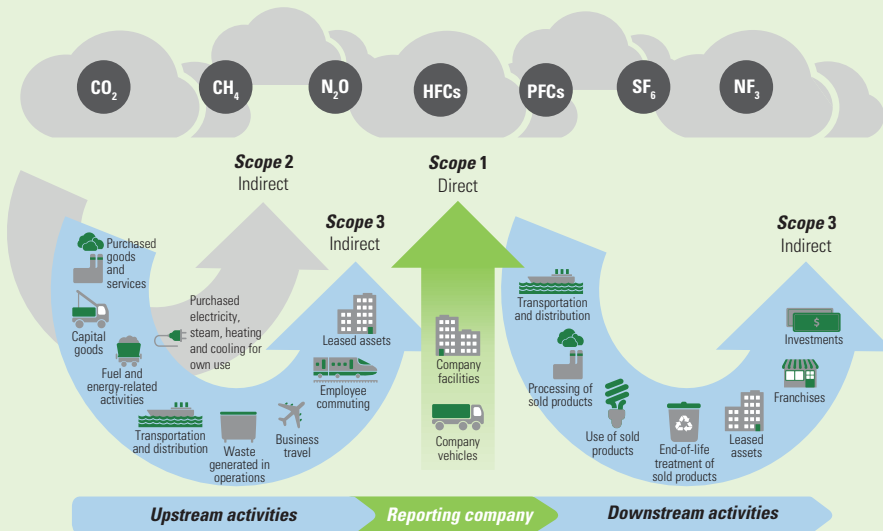 CO₂
CH₄
N₂O
HFCs
PFCs
SF₆
NF₃
Scope 2
Indirect
Scope 1
Direct
Scope 3
Indirect
Scope 3
Indirect
Purchased
goods
and
services
Capital
goods
Fuel and
energy-related
activities
Purchased
electricity,
steam, heating
and cooling for
own use
Transportation
and distribution
Waste
generated in
operations
Business
travel
Employee
commuting
Leased assets
Company
facilities
Company
vehicles
Transportation
and distribution
Processing of
sold products
Use of sold
products
End-of-life
treatment of
sold products
Leased
assets
Franchises
$
Investments
Upstream activities
Reporting company
Downstream activities